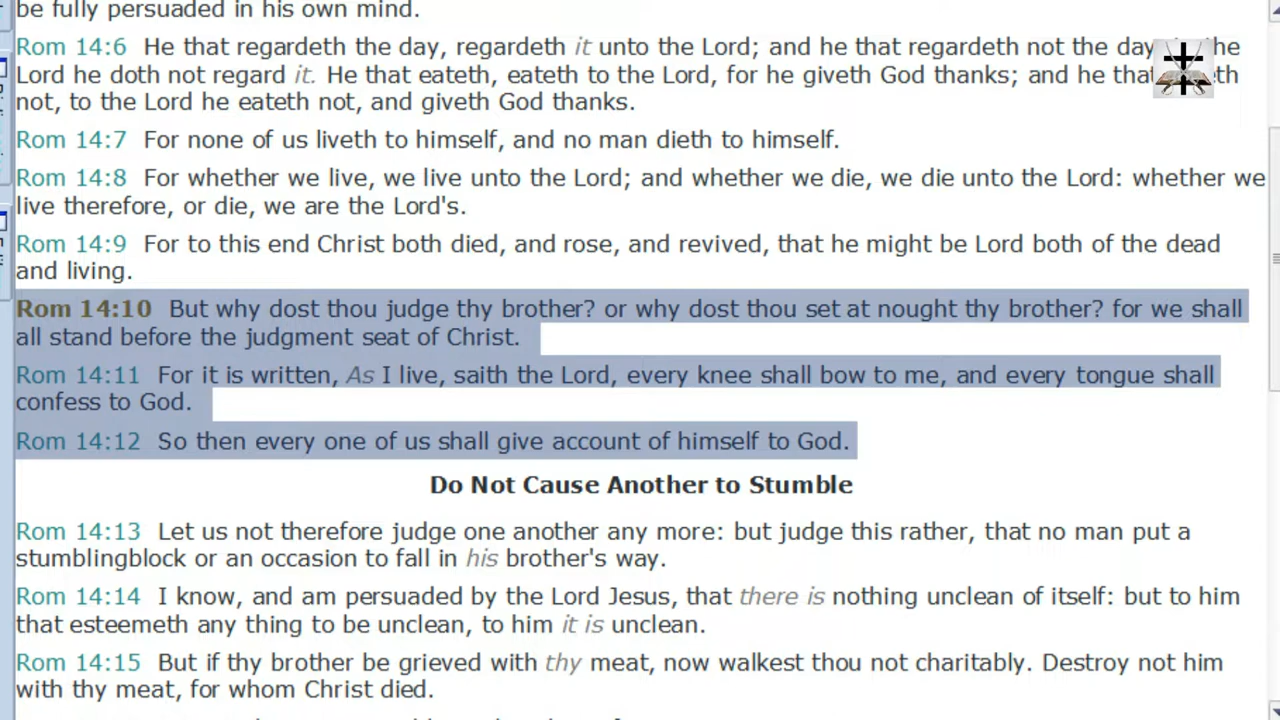 be fully persuaded in his own mind.
Rom 14:6 He that regardeth the day, regardeth it unto the Lord; and he that regardeth not the day, to the
Lord he doth not regard it. He that eateth, eateth to the Lord, for he giveth God thanks; and he that eateth
not, to the Lord he eateth not, and giveth God thanks.
Rom 14:7 For none of us liveth to himself, and no man dieth to himself.
Rom 14:8 For whether we live, we live unto the Lord; and whether we die, we die unto the Lord: whether we
live therefore, or die, we are the Lord's.
Rom 14:9 For to this end Christ both died, and rose, and revived, that he might be Lord both of the dead
and living.
Rom 14:10 But why dost thou judge thy brother? or why dost thou set at nought thy brother? for we shall
all stand before the judgment seat of Christ.
Rom 14:11 For it is written, As I live, saith the Lord, every knee shall bow to me, and every tongue shall
confess to God.
Rom 14:12 So then every one of us shall give account of himself to God.
Do Not Cause Another to Stumble
Rom 14:13 Let us not therefore judge one another any more: but judge this rather, that no man put a
stumblingblock or an occasion to fall in his brother's way.
Rom 14:14 I know, and am persuaded by the Lord Jesus, that there is nothing unclean of itself: but to him
that esteemeth any thing to be unclean, to him it is unclean.
Rom 14:15 But if thy brother be grieved with thy meat, now walkest thou not charitably. Destroy not him
with thy meat, for whom Christ died.